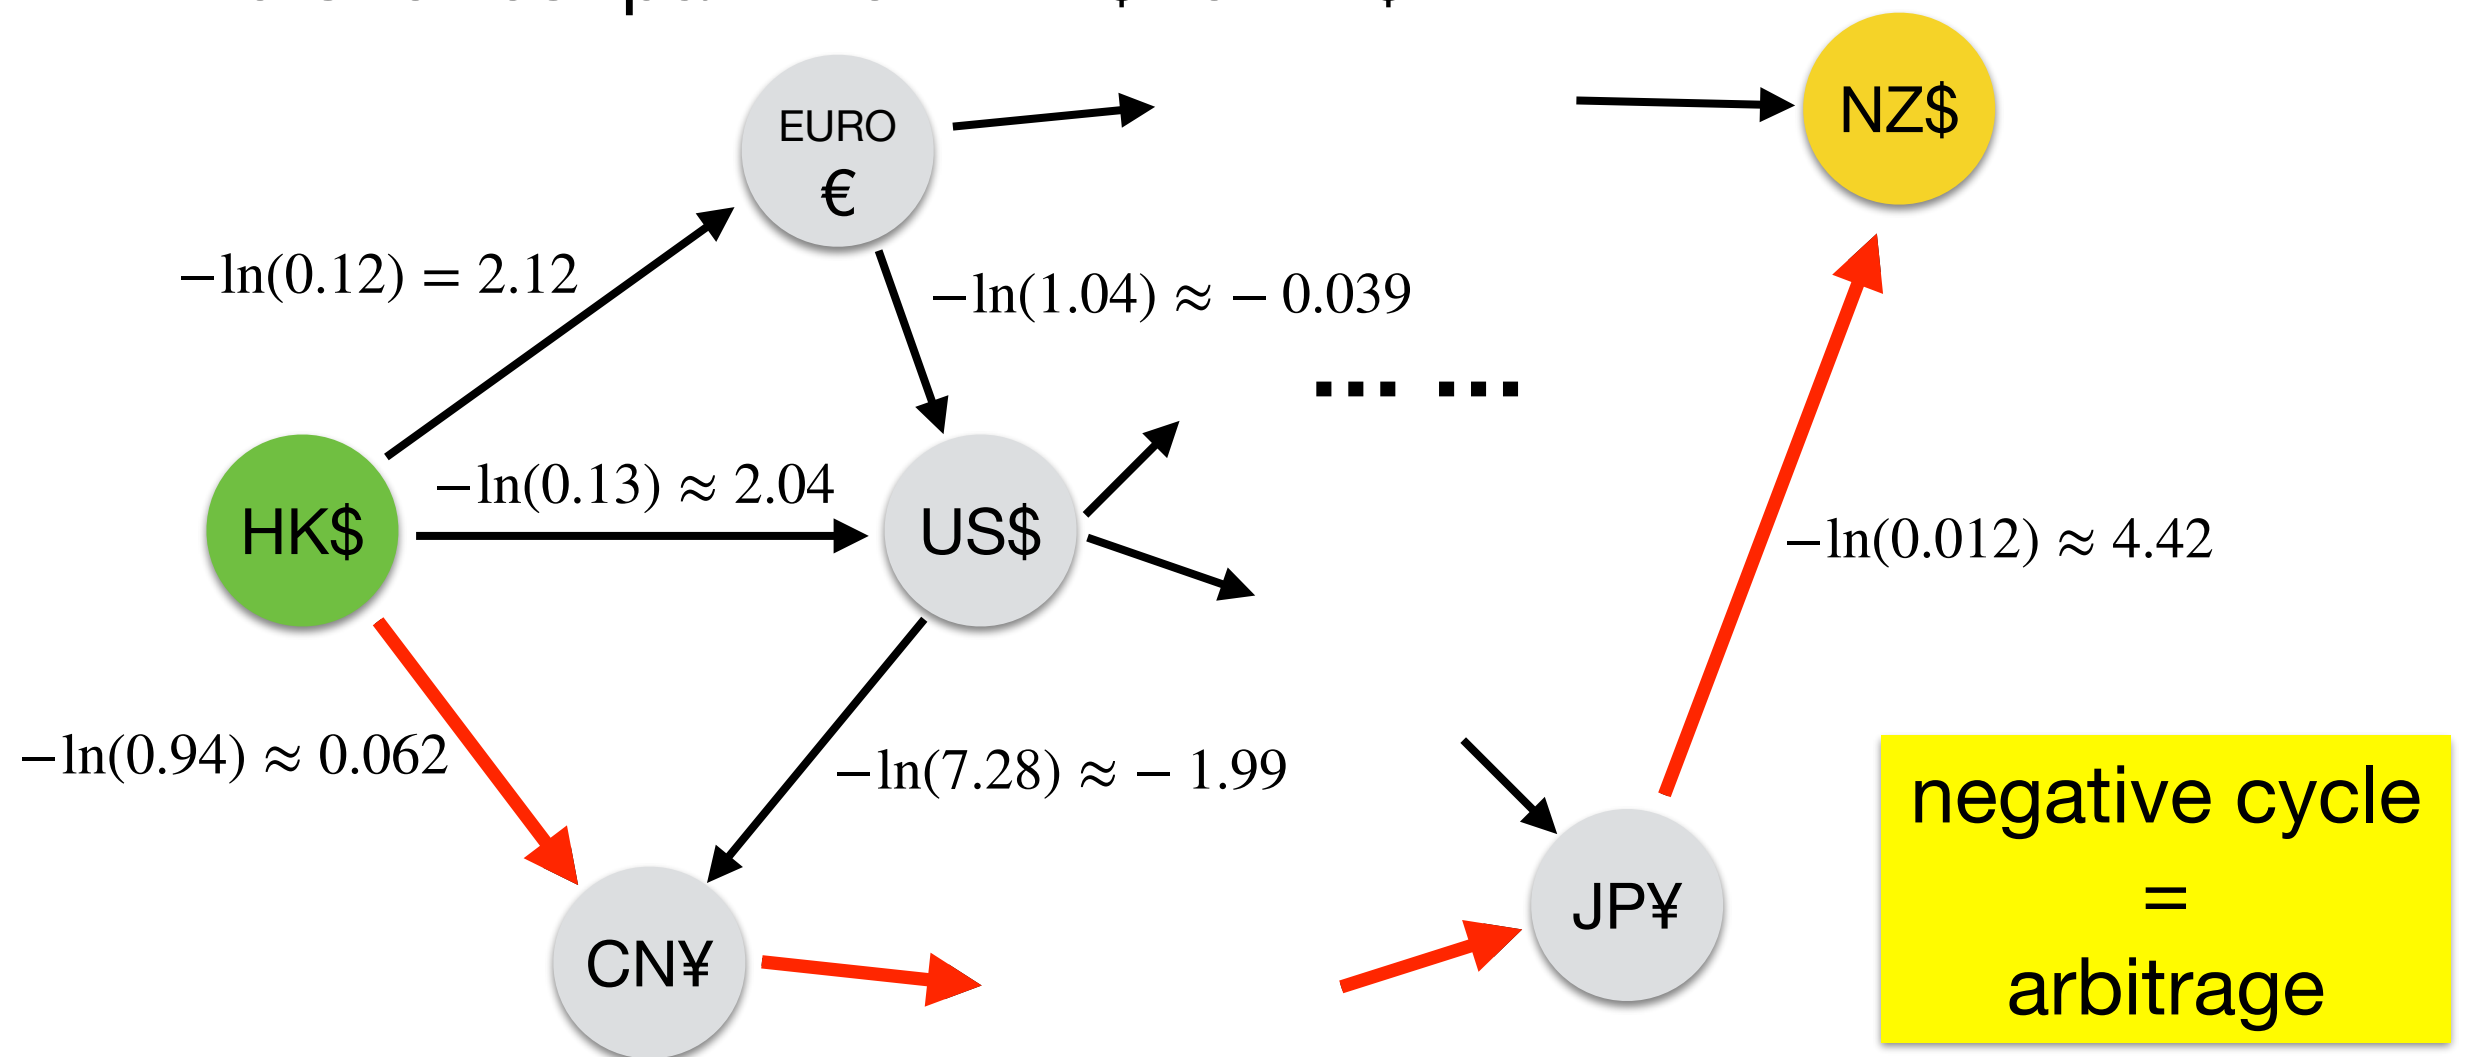 EURO
€
NZ$
−ln(0.12) = 2.12
−ln(1.04) ≈ − 0.039
... ...
−ln(0.13) ≈ 2.04
HK$
US$
−ln(0.012) ≈ 4.42
−ln(0.94) ≈ 0.062
−ln(7.28) ≈ − 1.99
CN¥
JP¥
negative cycle
=
arbitrage